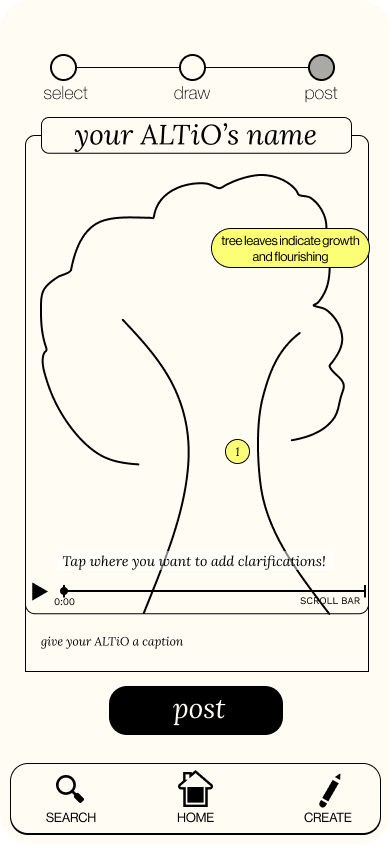 select draw post
your ALTiO's name
tree leaves indicate growth
and flourishing
1
Tap where you want to add clarifications!
0:00 SCROLL BAR
give your ALTiO a caption
post
SEARCH HOME CREATE